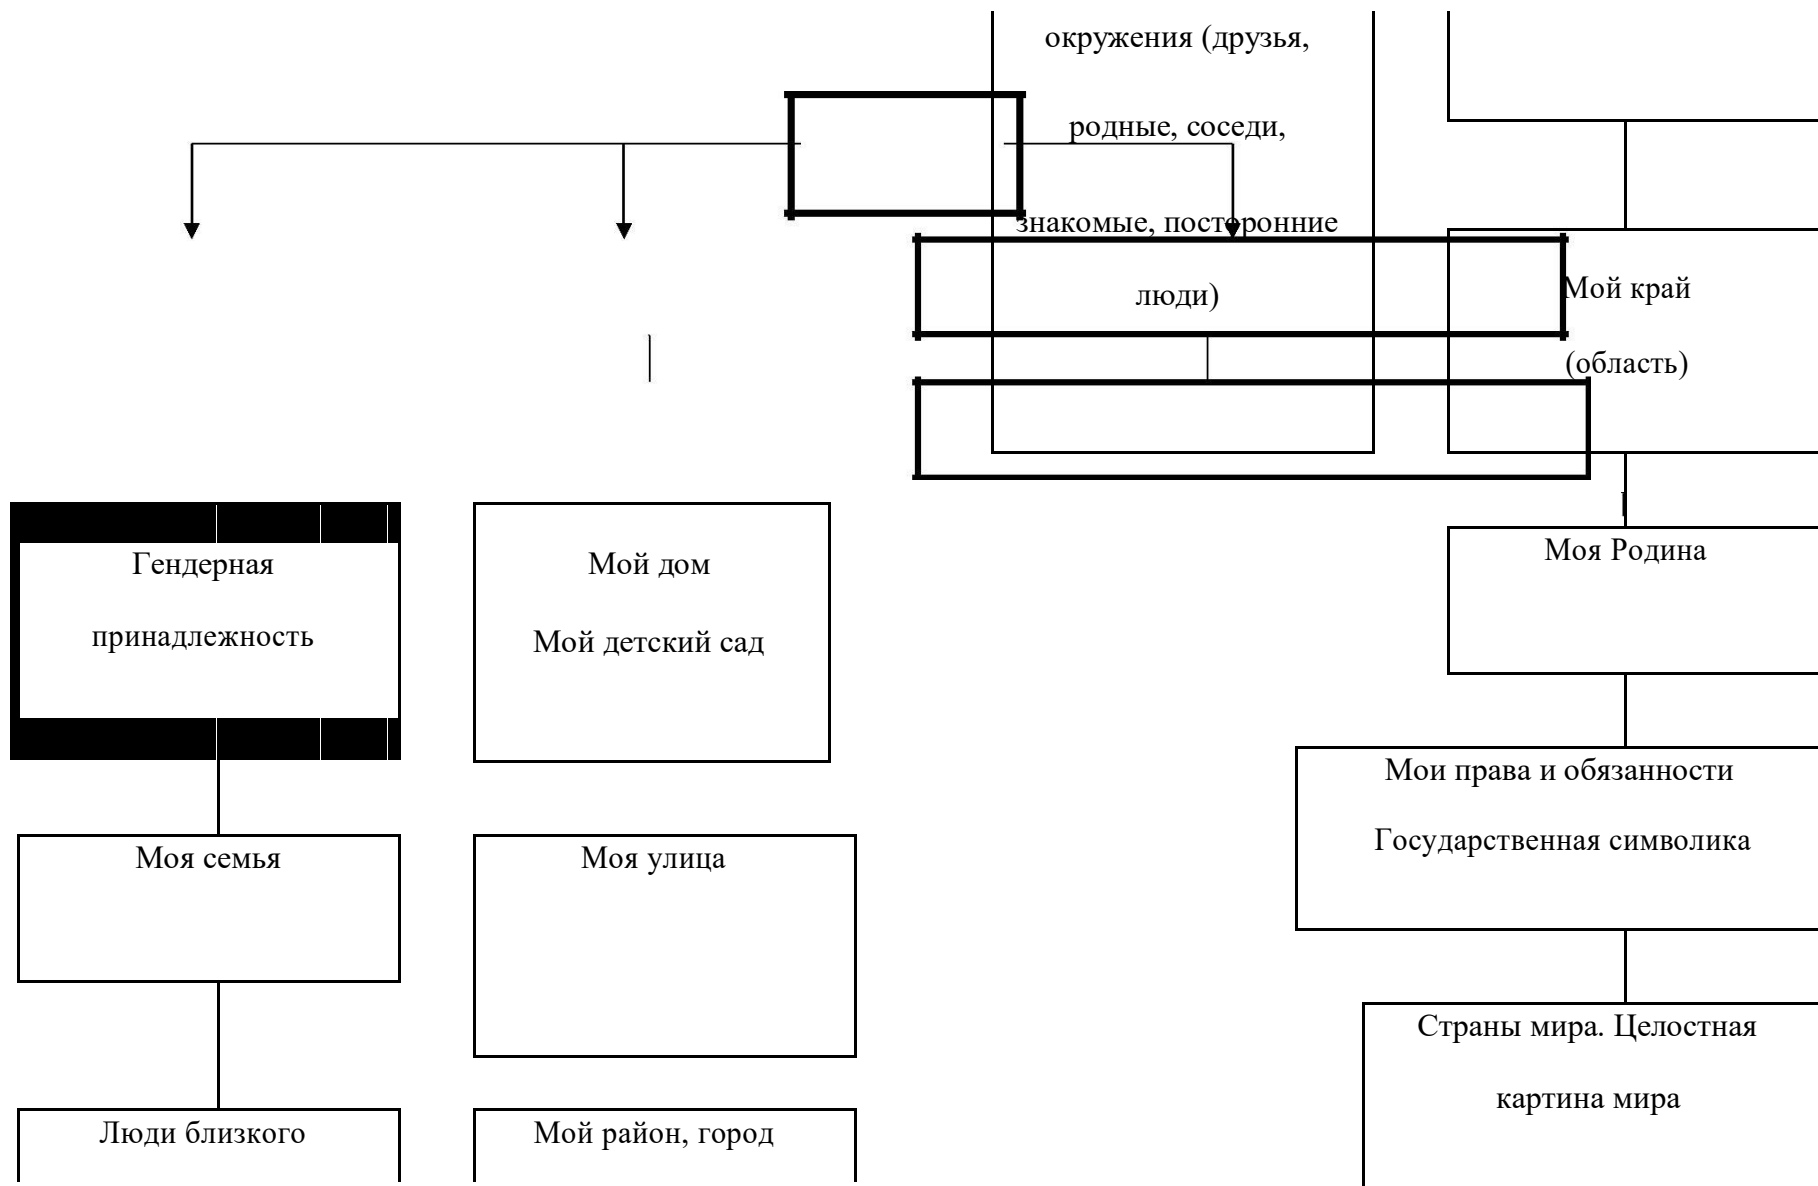 окружения (друзья,
родные, соседи,
знакомые, посторонние
люди)
Мой край
(область)
Гендерная
принадлежность
Мой дом
Мой детский сад
Моя Родина
Мои права и обязанности
Государственная символика
Моя семья
Моя улица
Страны мира. Целостная
картина мира
Люди близкого
Мой район, город